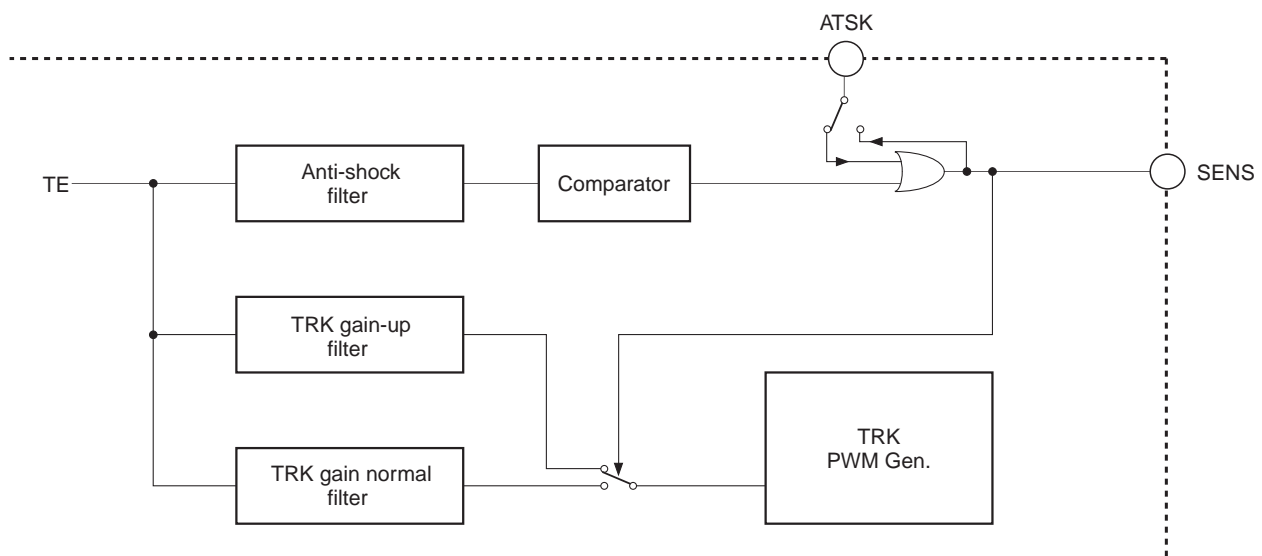 ATSK
TE
Anti-shock
filter
Comparator
SENS
TRK gain-up
filter
TRK gain normal
filter
TRK
PWM Gen.